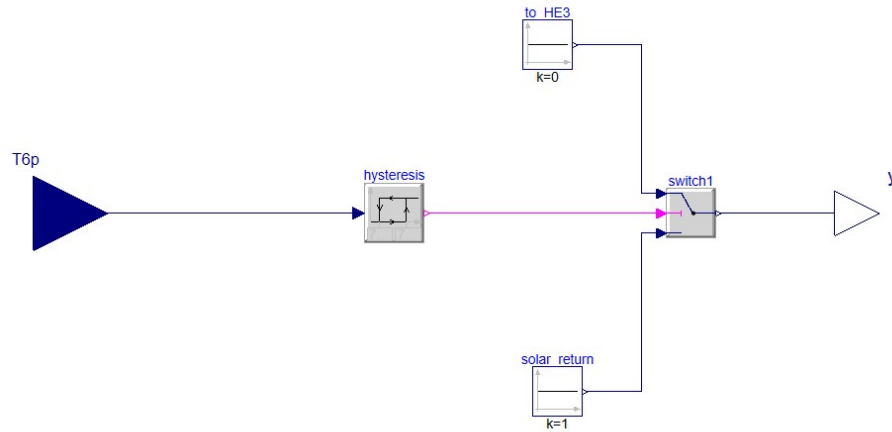 to_HE3
k=0
T6p
hysteresis
switch1
y
solar_return
k=1